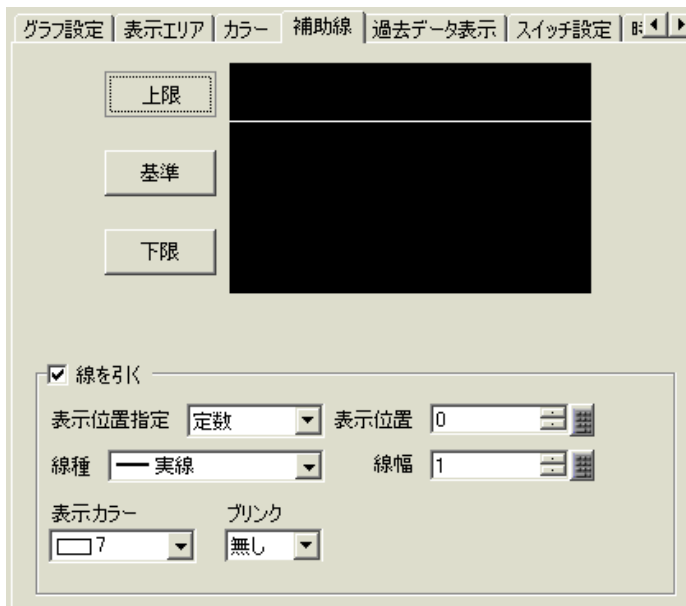 グラフ設定 表示エリア カラー 補助線 過去データ表示 スイッチ設定
上限
基準
下限
線を引く
表示位置指定 定数 表示位置 0
線種 実線 線幅 1
表示カラー ブリンク
7 無し